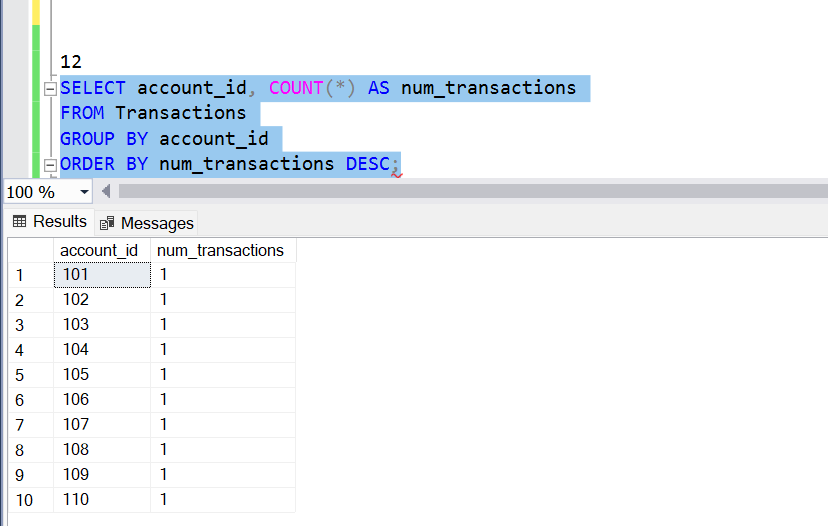 12
SELECT account_id, COUNT(*) AS num_transactions
FROM Transactions
GROUP BY account_id
ORDER BY num_transactions DESC;
100 %
Results Messages
account_id num_transactions
1 101 1
2 102 1
3 103 1
4 104 1
5 105 1
6 106 1
7 107 1
8 108 1
9 109 1
10 110 1